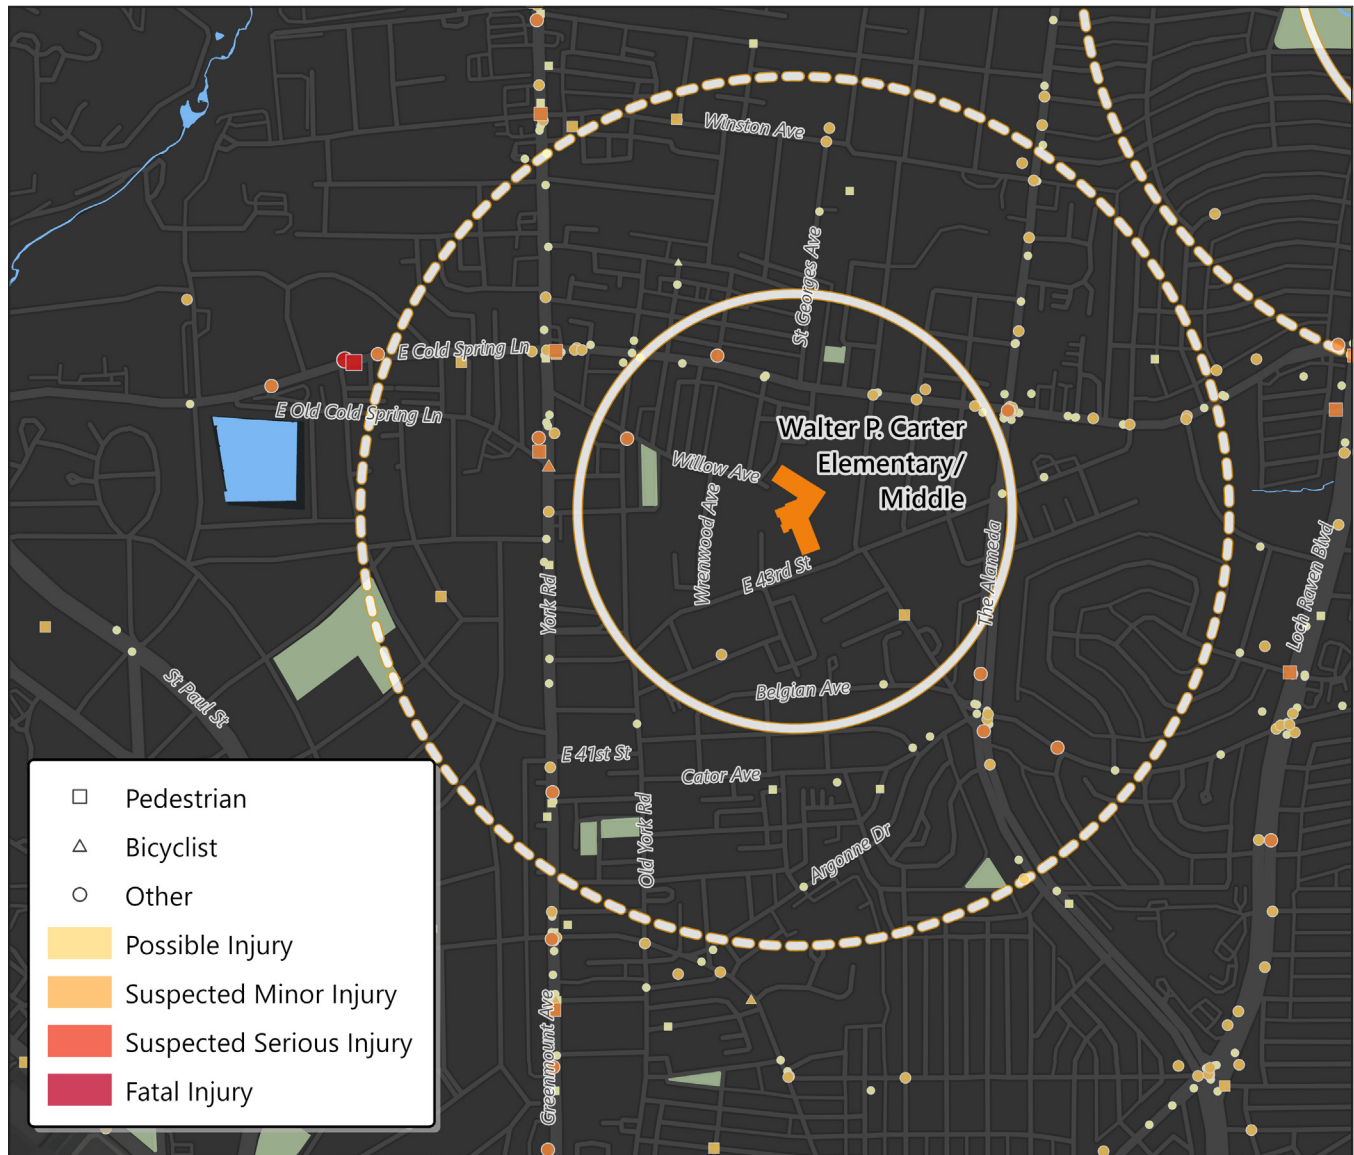 Winston Ave
St Georges Ave
E Cold Spring Ln
E Old Cold Spring Ln
Walter P. Carter
Elementary/
Middle
Willow Ave
Wrenwood Ave
E 43rd St
The Alameda
Loch Raven Blvd
York Rd
St Paul St
Belgian Ave
E 41st St
Cator Ave
Old York Rd
Argonne Dr
Greenmount Ave
Pedestrian
Bicyclist
Other
Possible Injury
Suspected Minor Injury
Suspected Serious Injury
Fatal Injury